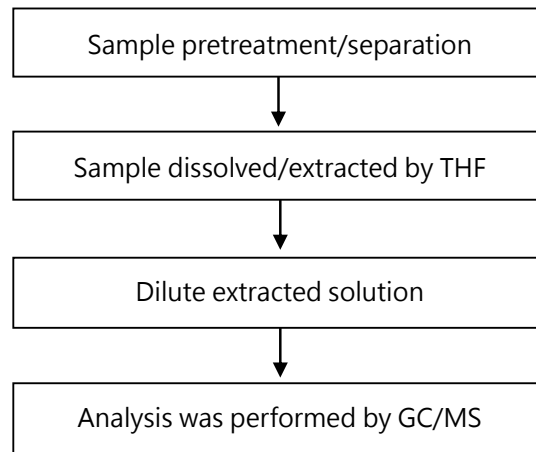 Sample pretreatment/separation
Sample dissolved/extracted by THF
Dilute extracted solution
Analysis was performed by GC/MS